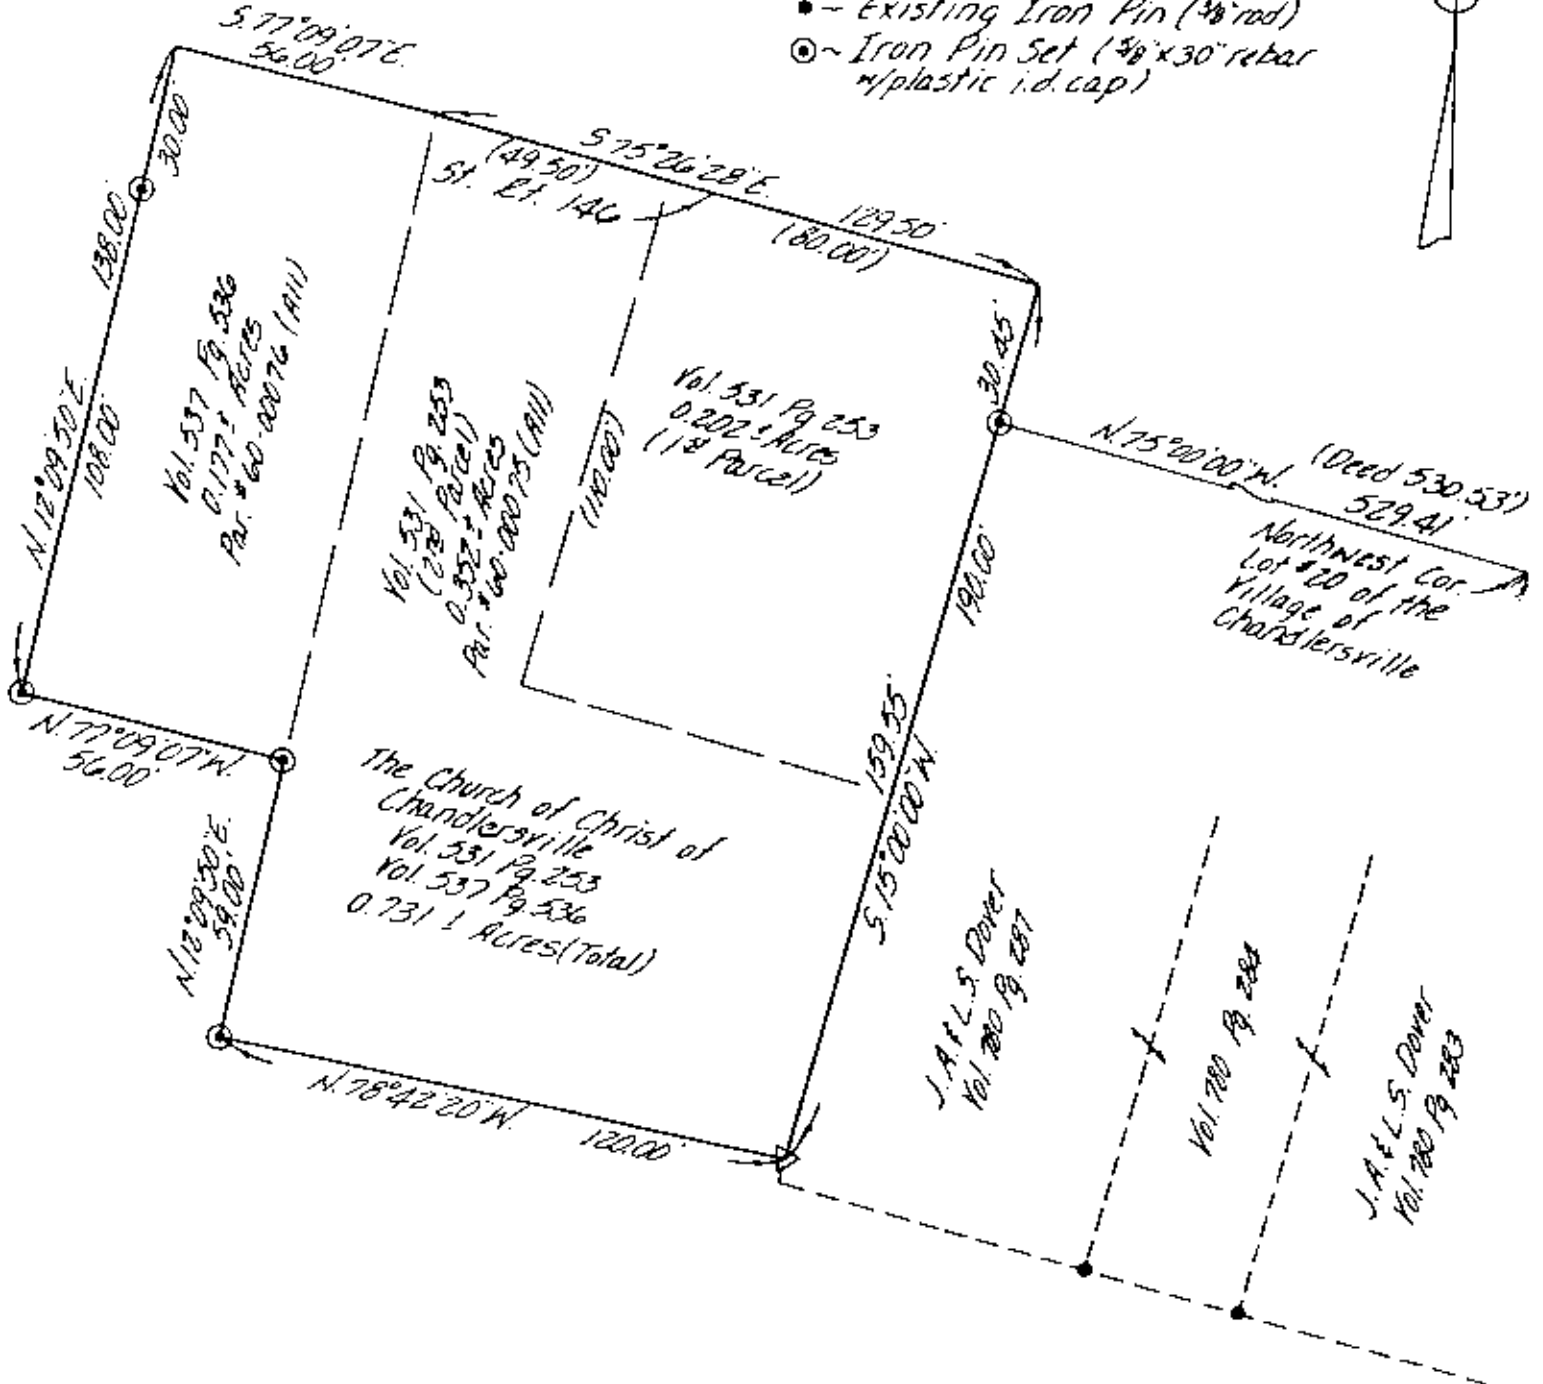 ● ~ Existing Iron Pin (5/8" rod)
⊙ ~ Iron Pin Set (5/8" x 30" rebar
w/plastic i.d. cap)
S. 77°09'07" E.
56.00'
30.00'
S 75°26'28" E.
(49.50')
St. Rt. 146
129.50'
(80.00')
138.00'
N. 12°09'50" E.
108.00'
Vol. 537 Pg. 536
0.177 ± Acres
Par. #60-00076 (All)
Vol. 531 Pg. 253
(2nd Parcel)
0.352 ± Acres
Par. #60-00075 (All)
(110.00')
Vol. 531 Pg 253
0.202 ± Acres
(1st Parcel)
30.45'
190.00'
N. 75°00'00" W.
(Deed 530.53')
529.41'
Northwest Cor.
Lot #20 of the
Village of
Chandlersville
N. 77°09'07" W.
56.00'
159.55'
S. 15°00'00" W.
The Church of Christ of
Chandlersville
Vol. 531 Pg. 253
Vol. 537 Pg. 536
0.731 ± Acres (Total)
N. 12°09'50" E.
59.00'
N. 78°42'20" W.
120.00'
J. A. & L. S. Dover
Vol. 780 Pg. 287
Vol. 780 Pg. 284
J. A. & L. S. Dover
Vol. 780 Pg 283